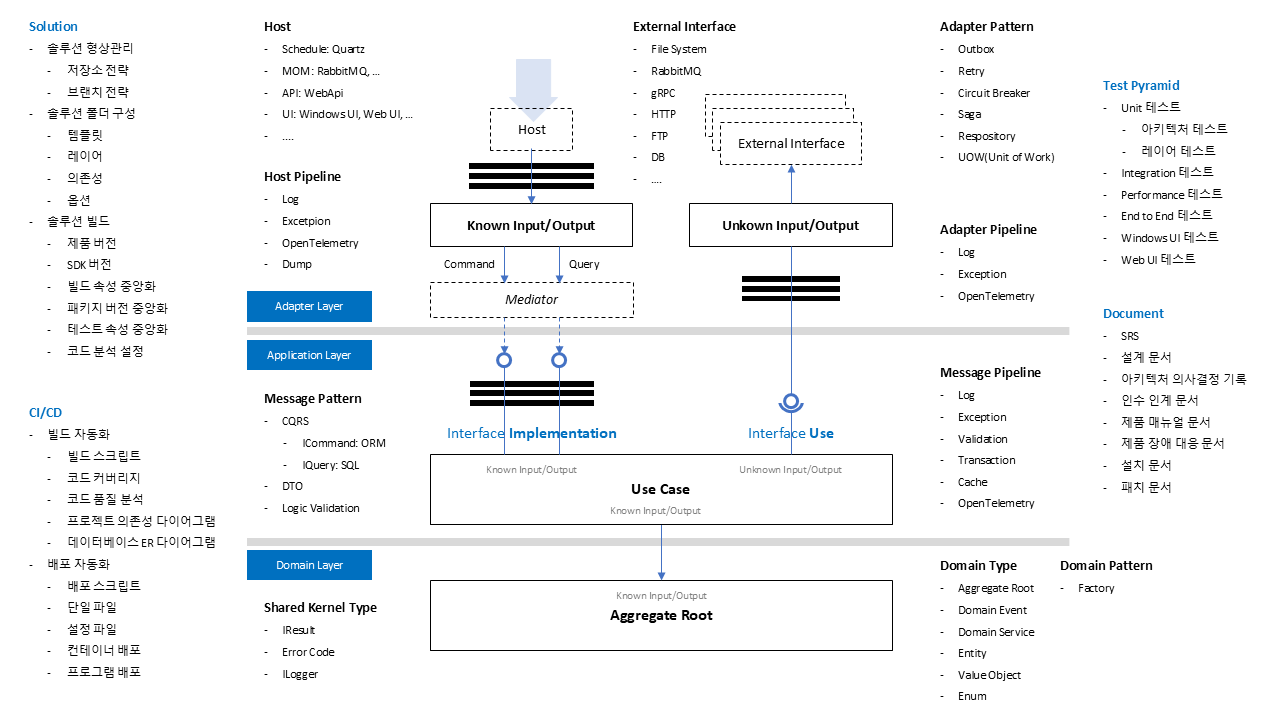 Solution
- 솔루션 형상관리
- 저장소 전략
- 브랜치 전략
- 솔루션 폴더 구성
- 템플릿
- 레이어
- 의존성
- 옵션
- 솔루션 빌드
- 제품 버전
- SDK 버전
- 빌드 속성 중앙화
- 패키지 버전 중앙화
- 테스트 속성 중앙화
- 코드 분석 설정
CI/CD
- 빌드 자동화
- 빌드 스크립트
- 코드 커버리지
- 코드 품질 분석
- 프로젝트 의존성 다이어그램
- 데이터베이스 ER 다이어그램
- 배포 자동화
- 배포 스크립트
- 단일 파일
- 설정 파일
- 컨테이너 배포
- 프로그램 배포
Host
- Schedule: Quartz
- MOM: RabbitMQ, ...
- API: WebApi
- UI: Windows UI, Web UI, ...
- ....
Host Pipeline
- Log
- Excetpion
- OpenTelemetry
- Dump
Adapter Layer
Application Layer
Message Pattern
- CQRS
- ICommand: ORM
- IQuery: SQL
- DTO
- Logic Validation
Domain Layer
Shared Kernel Type
- IResult
- Error Code
- ILogger
Host
Known Input/Output
Command
Query
Mediator
Interface Implementation
External Interface
- File System
- RabbitMQ
- gRPC
- HTTP
- FTP
- DB
- ....
External Interface
Unkown Input/Output
Interface Use
Known Input/Output
Unknown Input/Output
Use Case
Known Input/Output
Known Input/Output
Aggregate Root
Adapter Pattern
- Outbox
- Retry
- Circuit Breaker
- Saga
- Respository
- UOW(Unit of Work)
Adapter Pipeline
- Log
- Exception
- OpenTelemetry
Message Pipeline
- Log
- Exception
- Validation
- Transaction
- Cache
- OpenTelemetry
Domain Type
- Aggregate Root
- Domain Event
- Domain Service
- Entity
- Value Object
- Enum
Domain Pattern
- Factory
Test Pyramid
- Unit 테스트
- 아키텍처 테스트
- 레이어 테스트
- Integration 테스트
- Performance 테스트
- End to End 테스트
- Windows UI 테스트
- Web UI 테스트
Document
- SRS
- 설계 문서
- 아키텍처 의사결정 기록
- 인수 인계 문서
- 제품 매뉴얼 문서
- 제품 장애 대응 문서
- 설치 문서
- 패치 문서